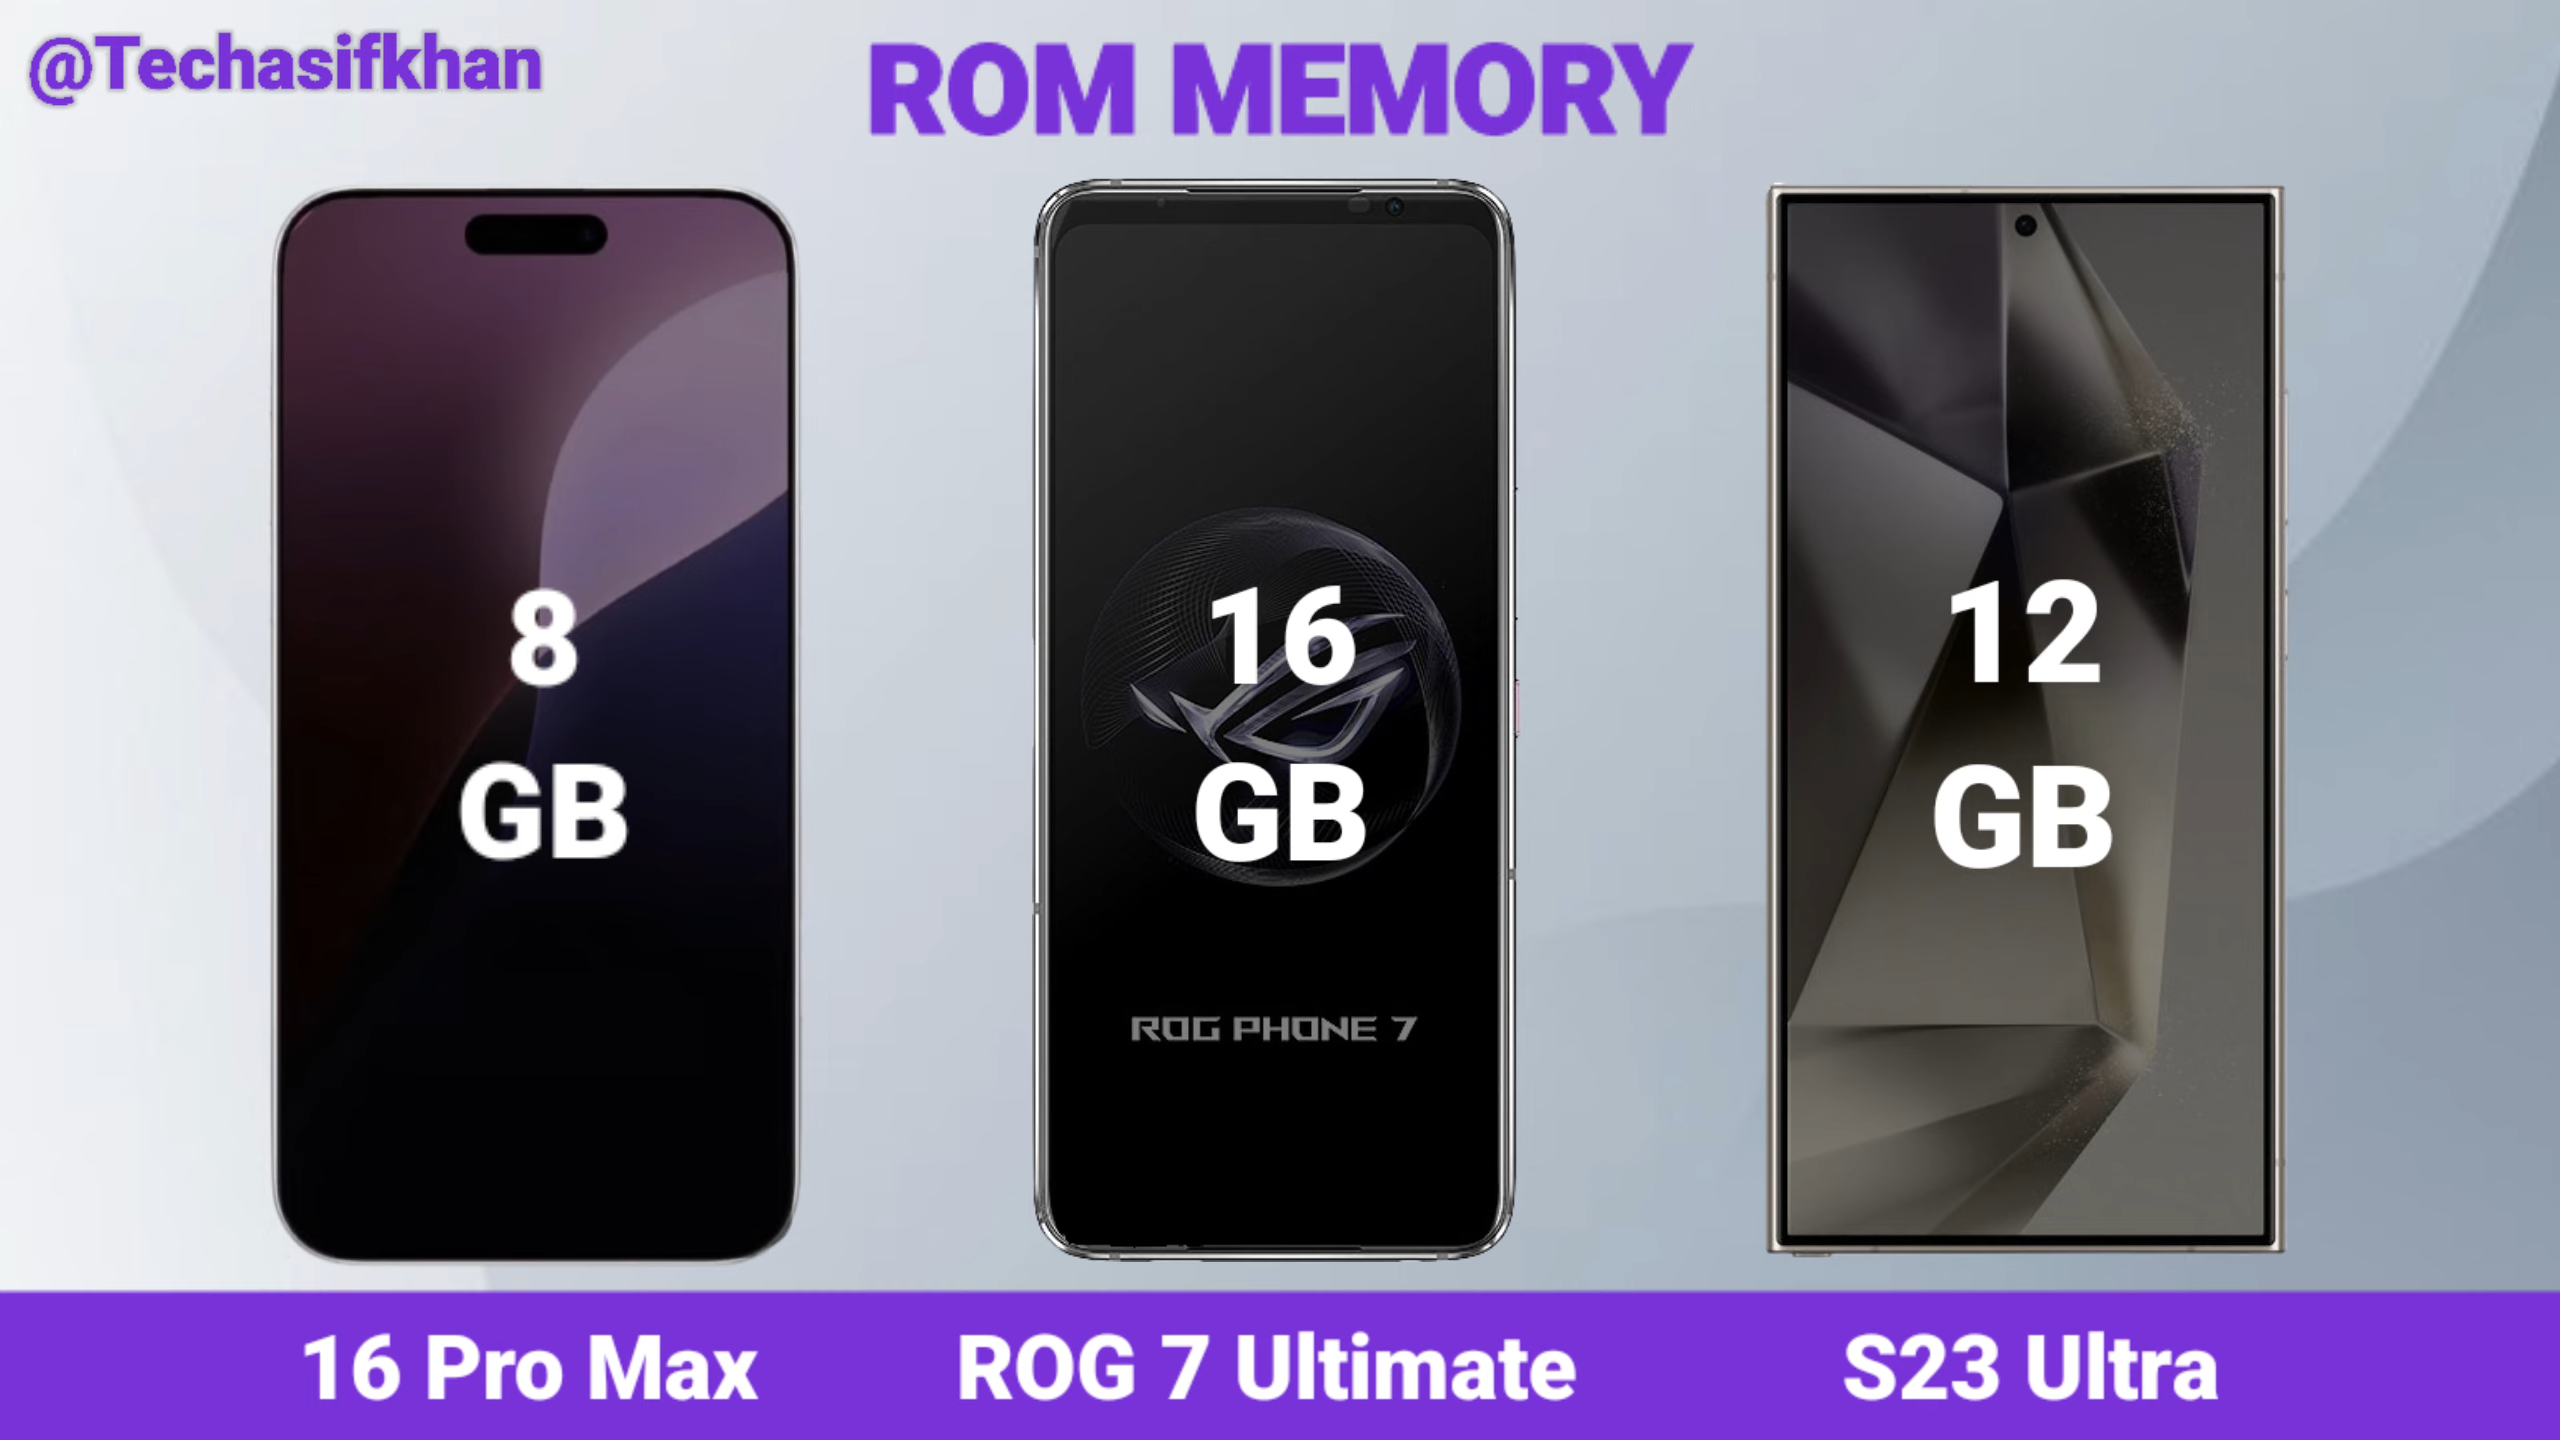 @Techasifkhan
ROM MEMORY
8
GB
16
GB
ROG PHONE 7
12
GB
16 Pro Max
ROG 7 Ultimate
S23 Ultra